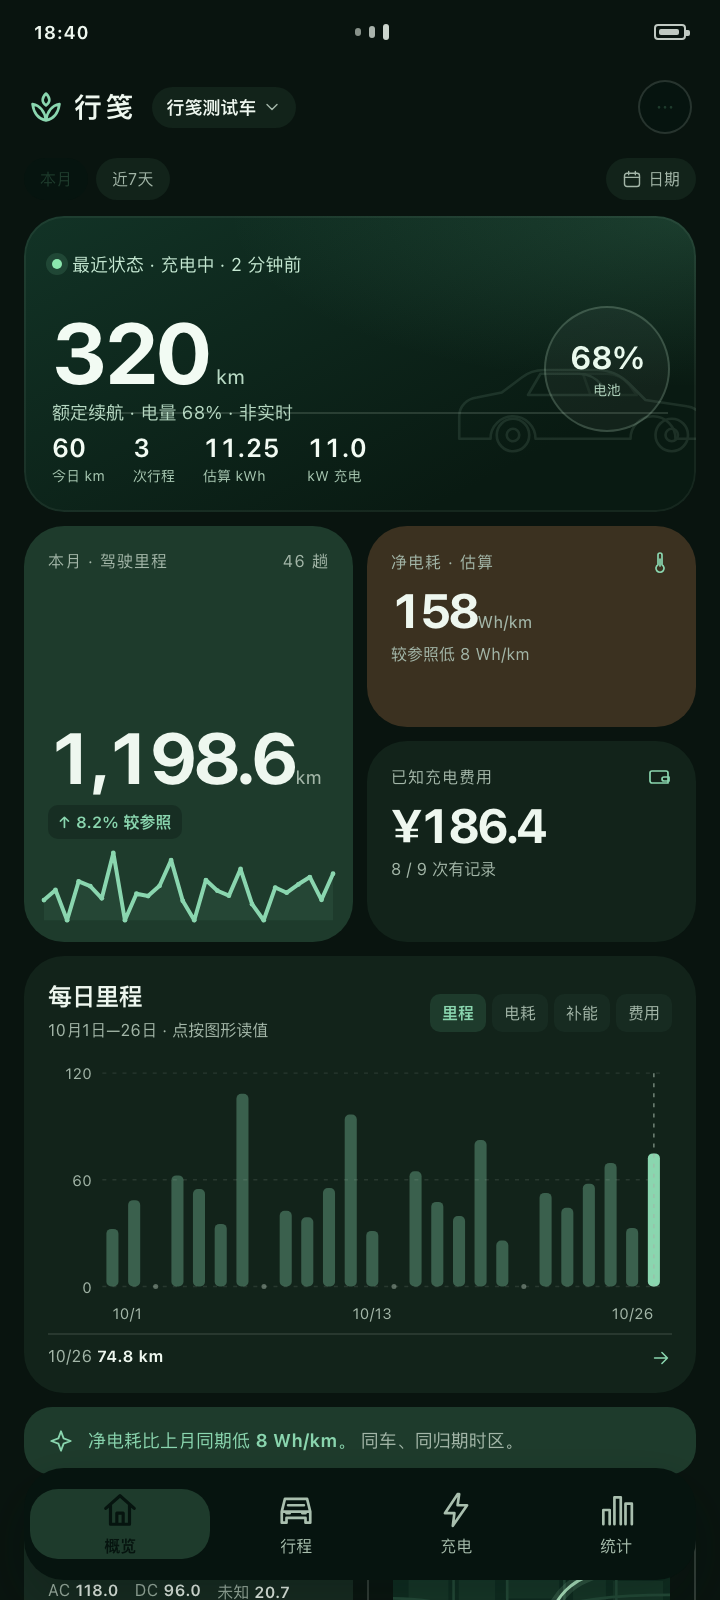 18:40
行笺 行笺测试车 ···
本月 近7天 日期
最近状态 · 充电中 · 2 分钟前
320 km
68%
电池
额定续航 · 电量 68% · 非实时
60 3 11.25 11.0
今日 km 次行程 估算 kWh kW 充电
本月 · 驾驶里程 46 趟
1,198.6 km
↑ 8.2% 较参照
净电耗 · 估算
158 Wh/km
较参照低 8 Wh/km
已知充电费用
¥186.4
8 / 9 次有记录
每日里程
10月1日—26日 · 点按图形读值
里程 电耗 补能 费用
120
60
0
10/1 10/13 10/26
10/26 74.8 km →
净电耗比上月同期低 8 Wh/km。 同车、同归期时区。
概览 行程 充电 统计
AC 118.0 DC 96.0 未知 20.7